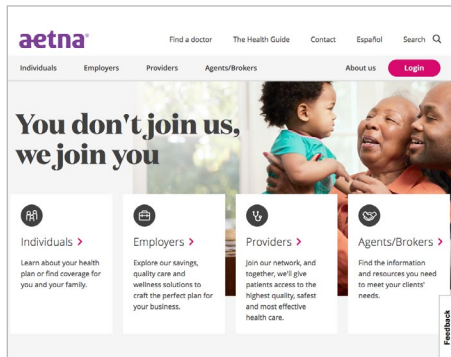 aetna®
Find a doctor The Health Guide Contact Español Search
Individuals Employers Providers Agents/Brokers About us Login
You don't join us,
we join you
Individuals >
Learn about your health
plan or find coverage for
you and your family.
Employers >
Explore our savings,
quality care and
wellness solutions to
craft the perfect plan for
your business.
Providers >
Join our network, and
together, we'll give
patients access to the
highest quality, safest
and most effective
health care.
Agents/Brokers >
Find the information
and resources you need
to meet your clients'
needs.
Feedback